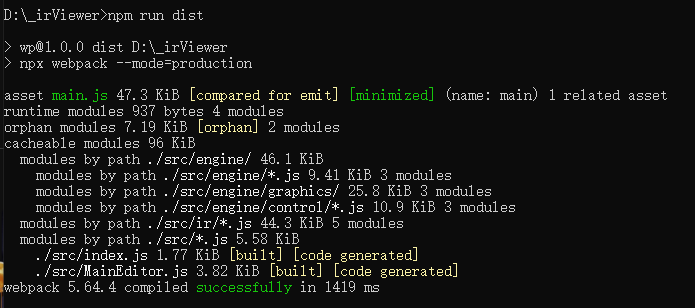 D:\_irViewer>npm run dist
> wp@1.0.0 dist D:\_irViewer
> npx webpack --mode=production
asset main.js 47.3 KiB [compared for emit] [minimized] (name: main) 1 related asset
runtime modules 937 bytes 4 modules
orphan modules 7.19 KiB [orphan] 2 modules
cacheable modules 96 KiB
  modules by path ./src/engine/ 46.1 KiB
    modules by path ./src/engine/*.js 9.41 KiB 3 modules
    modules by path ./src/engine/graphics/ 25.8 KiB 3 modules
    modules by path ./src/engine/control/*.js 10.9 KiB 3 modules
  modules by path ./src/ir/*.js 44.3 KiB 5 modules
  modules by path ./src/*.js 5.58 KiB
    ./src/index.js 1.77 KiB [built] [code generated]
    ./src/MainEditor.js 3.82 KiB [built] [code generated]
webpack 5.64.4 compiled successfully in 1419 ms